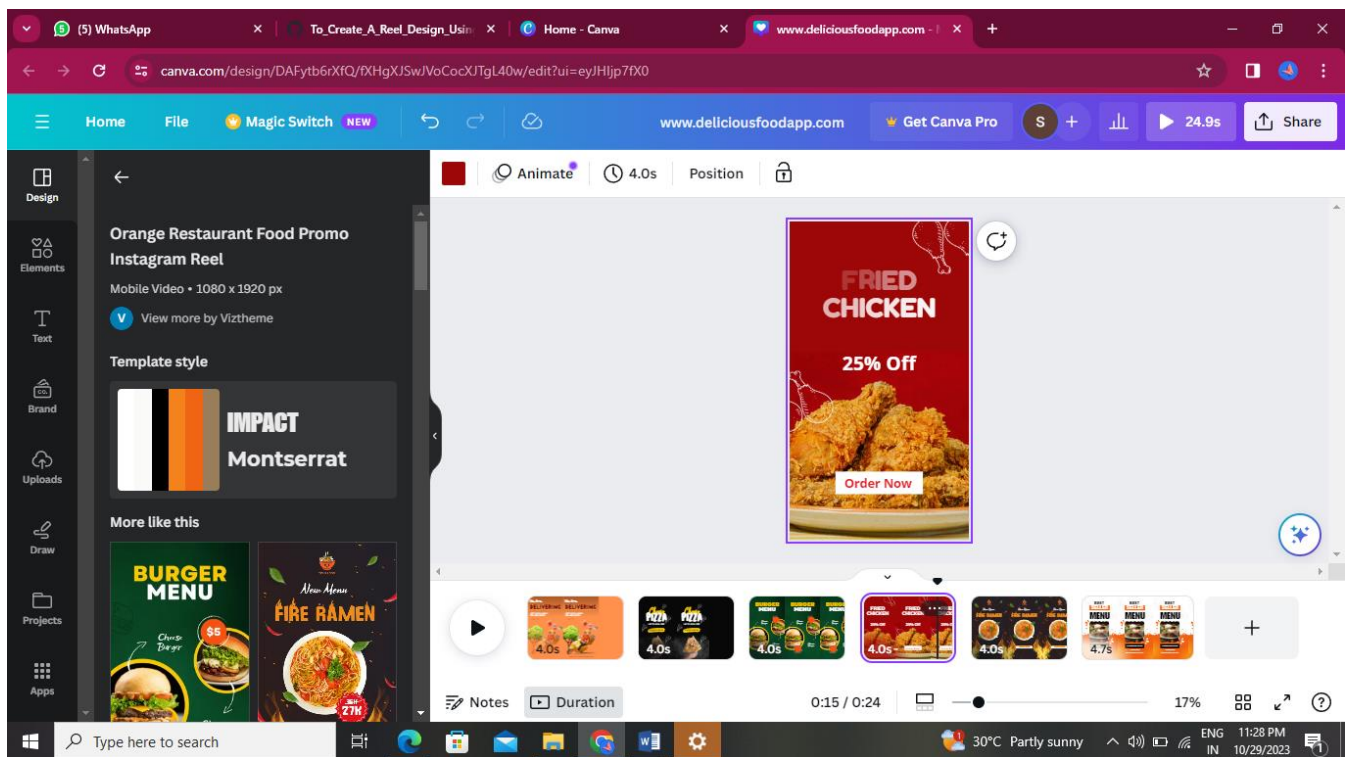 (5) WhatsApp
To_Create_A_Reel_Design_Usin
Home - Canva
www.deliciousfoodapp.com -
canva.com/design/DAFytb6rXfQ/fXHgXJSwJVoCocXJTgL40w/edit?ui=eyJHIjp7fX0
Home File Magic Switch NEW www.deliciousfoodapp.com Get Canva Pro S + 24.9s Share
Design
Elements
Text
Brand
Uploads
Draw
Projects
Apps
Orange Restaurant Food Promo
Instagram Reel
Mobile Video • 1080 x 1920 px
V View more by Viztheme
Template style
IMPACT
Montserrat
More like this
BURGER
MENU
Cheese
Burger
$5
New Menu
FIRE RAMEN
27K
Animate 4.0s Position
FRIED
CHICKEN
25% Off
Order Now
4.0s 4.0s 4.0s 4.0s 4.0s 4.7s
Notes Duration 0:15 / 0:24 17%
Type here to search
30°C Partly sunny
ENG
IN
11:28 PM
10/29/2023